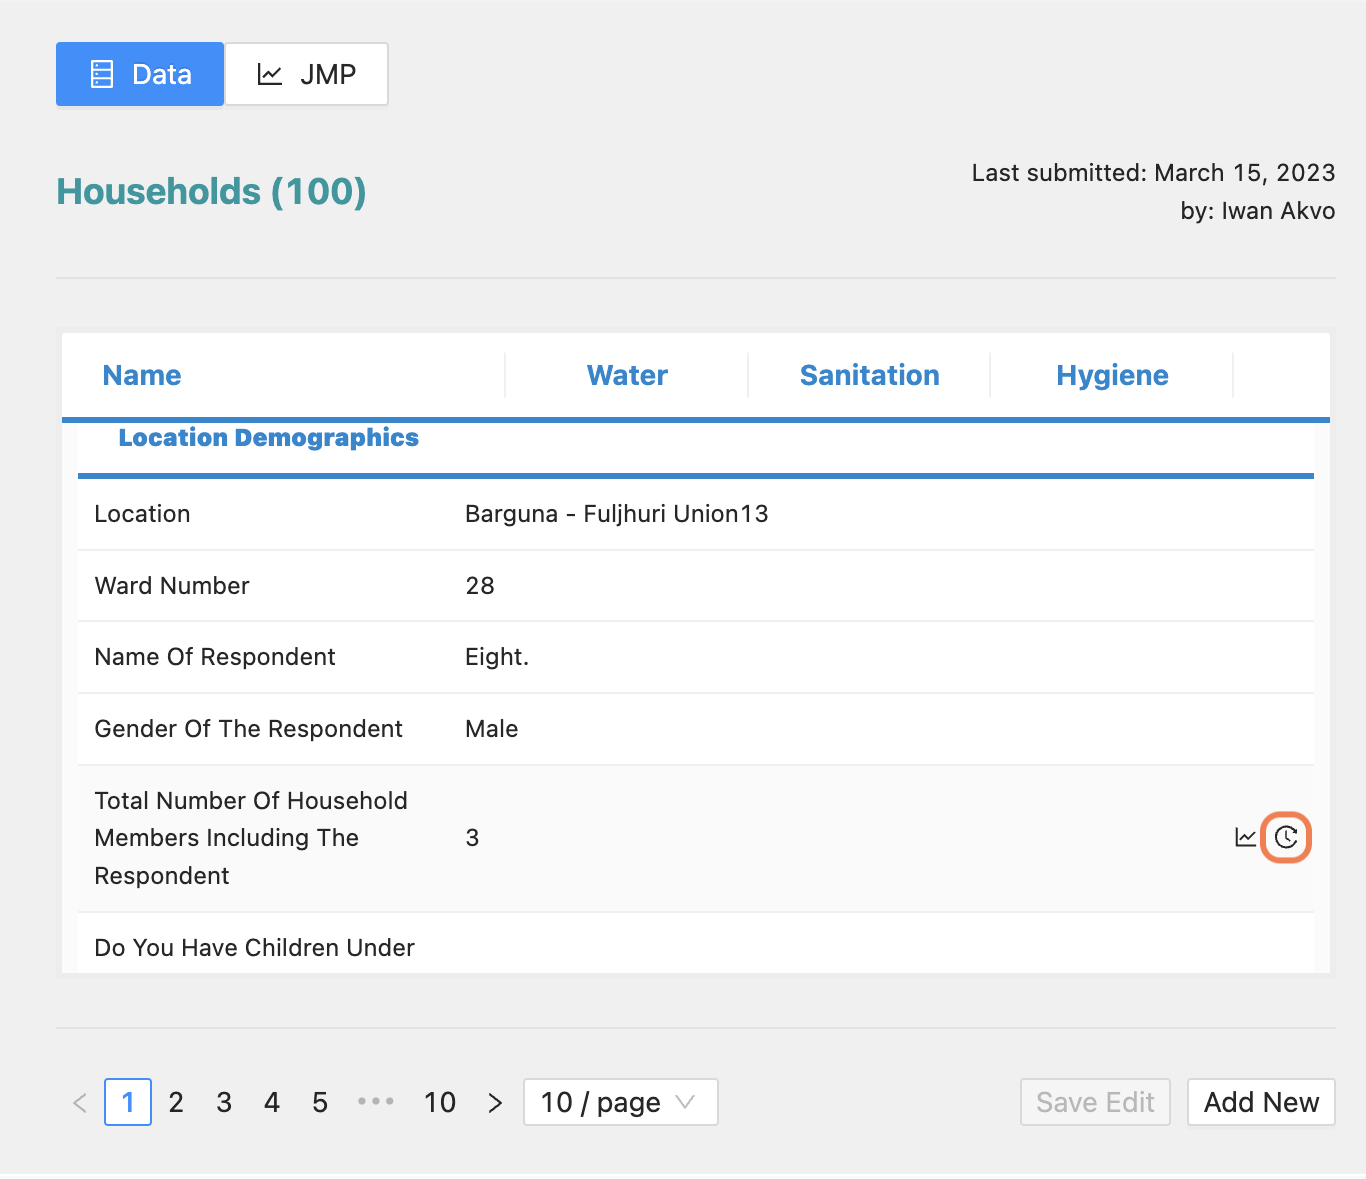 Data
JMP
Households (100)
Last submitted: March 15, 2023
by: Iwan Akvo
Name
Water
Sanitation
Hygiene
Location Demographics
Location
Barguna - Fuljhuri Union13
Ward Number
28
Name Of Respondent
Eight.
Gender Of The Respondent
Male
Total Number Of Household
Members Including The
Respondent
3
Do You Have Children Under
< 1 2 3 4 5 ••• 10 >
10 / page
Save Edit
Add New